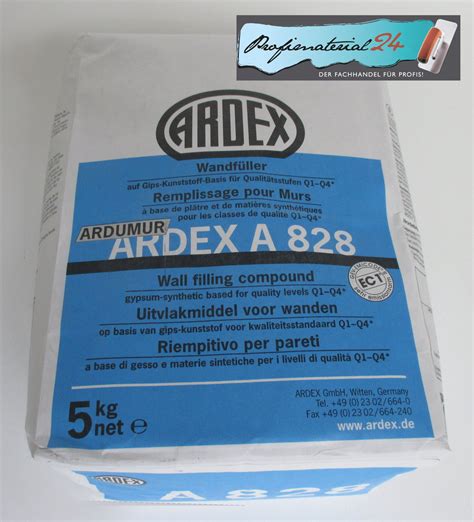 Profimaterial24
DER FACHHANDEL FÜR PROFIS!
ARDEX
Wandfüller
auf Gips-Kunststoff-Basis für Qualitätsstufen Q1–Q4*
Remplissage pour Murs
à base de plâtre et de matières synthétiques
pour les classes de qualite Q1–Q4*
ARDUMUR
ARDEX A 828
Wall filling compound
gypsum-synthetic based for quality levels Q1–Q4*
Uitvlakmiddel voor wanden
op basis van gips-kunststof voor kwaliteitsstandaard Q1–Q4*
Riempitivo per pareti
a base di gesso e materie sintetiche per i livelli di qualità Q1–Q4*
EC1
5 kg
net e
ARDEX GmbH, Witten, Germany
Tel. +49 (0) 23 02/664-0
Fax +49 (0) 23 02/664-240
www.ardex.de
A 828